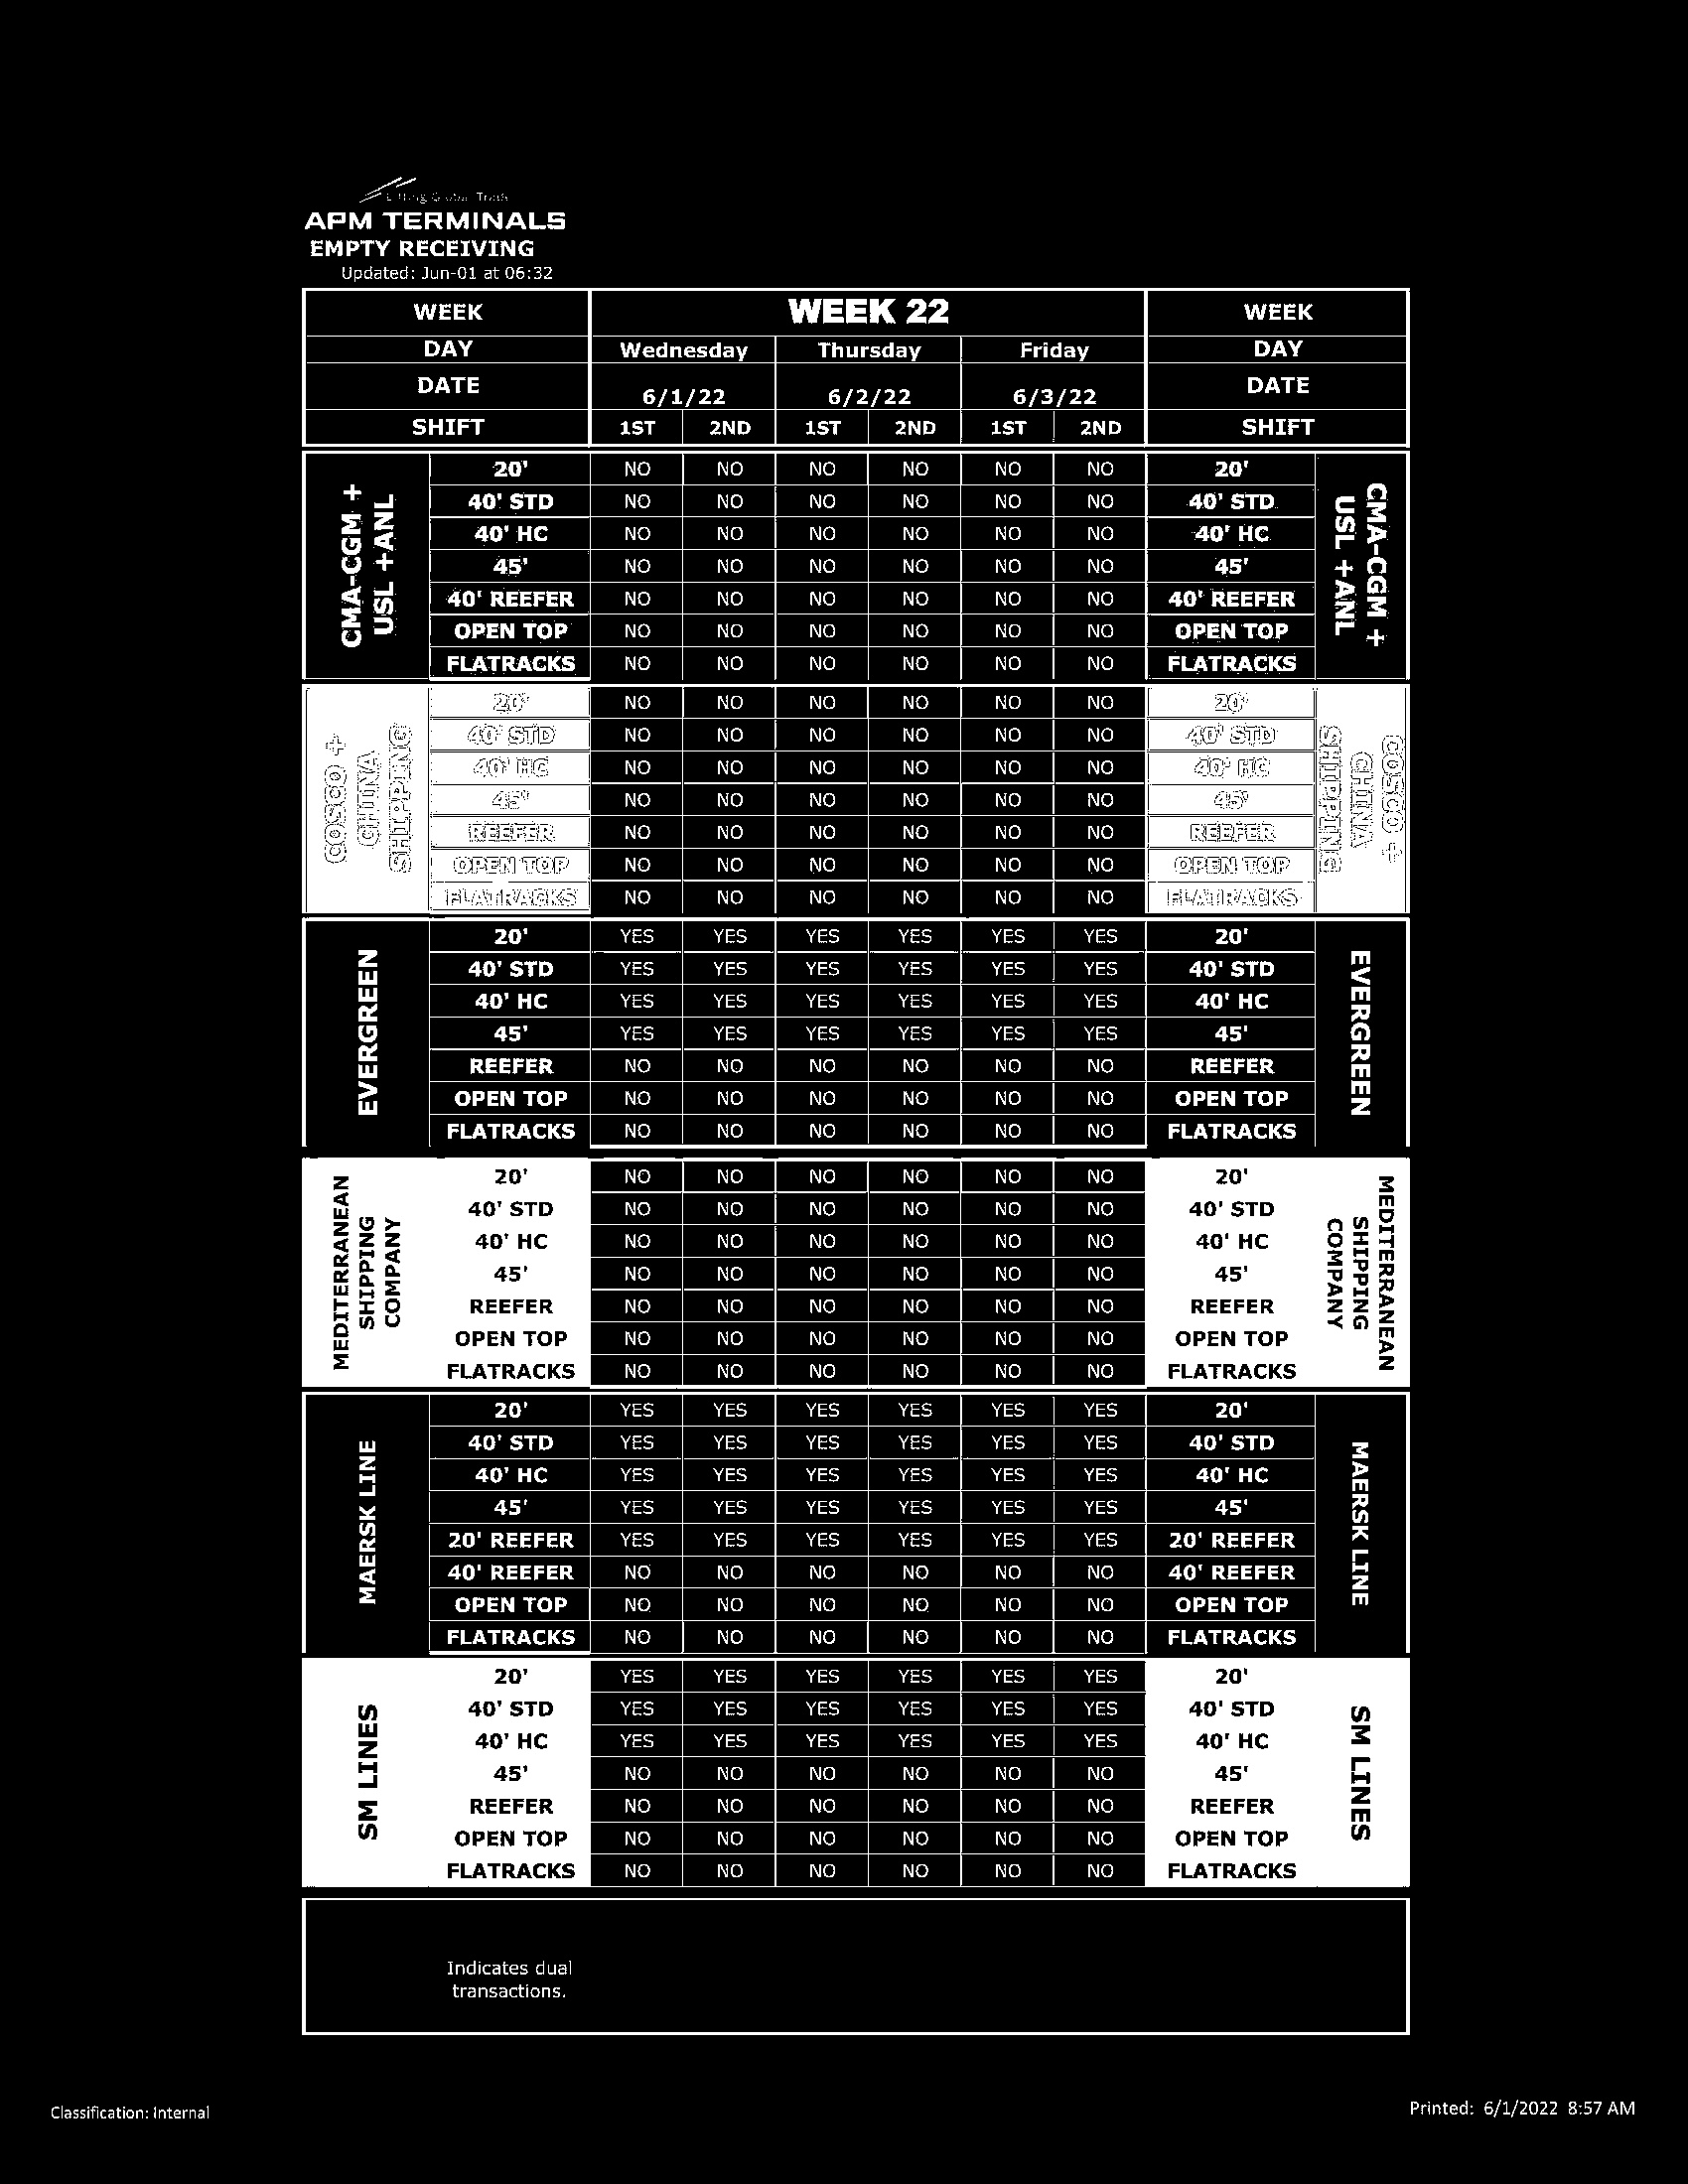 Lifting Global Trade
APM TERMINALS
EMPTY RECEIVING
Updated: Jun-01 at 06:32
WEEK WEEK 22 WEEK
DAY Wednesday Thursday Friday DAY
DATE 6/1/22 6/2/22 6/3/22 DATE
SHIFT 1ST 2ND 1ST 2ND 1ST 2ND SHIFT
CMA-CGM +
USL +ANL
20' NO NO NO NO NO NO 20'
40' STD NO NO NO NO NO NO 40' STD
40' HC NO NO NO NO NO NO 40' HC
45' NO NO NO NO NO NO 45'
40' REEFER NO NO NO NO NO NO 40' REEFER
OPEN TOP NO NO NO NO NO NO OPEN TOP
FLATRACKS NO NO NO NO NO NO FLATRACKS
CMA-CGM +
USL +ANL
COSCO +
CHINA
SHIPPING
20' NO NO NO NO NO NO 20'
40' STD NO NO NO NO NO NO 40' STD
40' HC NO NO NO NO NO NO 40' HC
45' NO NO NO NO NO NO 45'
REEFER NO NO NO NO NO NO REEFER
OPEN TOP NO NO NO NO NO NO OPEN TOP
FLATRACKS NO NO NO NO NO NO FLATRACKS
COSCO +
CHINA
SHIPPING
EVERGREEN
20' YES YES YES YES YES YES 20'
40' STD YES YES YES YES YES YES 40' STD
40' HC YES YES YES YES YES YES 40' HC
45' YES YES YES YES YES YES 45'
REEFER NO NO NO NO NO NO REEFER
OPEN TOP NO NO NO NO NO NO OPEN TOP
FLATRACKS NO NO NO NO NO NO FLATRACKS
EVERGREEN
MEDITERRANEAN
SHIPPING
COMPANY
20' NO NO NO NO NO NO 20'
40' STD NO NO NO NO NO NO 40' STD
40' HC NO NO NO NO NO NO 40' HC
45' NO NO NO NO NO NO 45'
REEFER NO NO NO NO NO NO REEFER
OPEN TOP NO NO NO NO NO NO OPEN TOP
FLATRACKS NO NO NO NO NO NO FLATRACKS
MEDITERRANEAN
SHIPPING
COMPANY
MAERSK LINE
20' YES YES YES YES YES YES 20'
40' STD YES YES YES YES YES YES 40' STD
40' HC YES YES YES YES YES YES 40' HC
45' YES YES YES YES YES YES 45'
20' REEFER YES YES YES YES YES YES 20' REEFER
40' REEFER NO NO NO NO NO NO 40' REEFER
OPEN TOP NO NO NO NO NO NO OPEN TOP
FLATRACKS NO NO NO NO NO NO FLATRACKS
MAERSK LINE
SM LINES
20' YES YES YES YES YES YES 20'
40' STD YES YES YES YES YES YES 40' STD
40' HC YES YES YES YES YES YES 40' HC
45' NO NO NO NO NO NO 45'
REEFER NO NO NO NO NO NO REEFER
OPEN TOP NO NO NO NO NO NO OPEN TOP
FLATRACKS NO NO NO NO NO NO FLATRACKS
SM LINES
Indicates dual
transactions.
Classification: Internal
Printed: 6/1/2022 8:57 AM